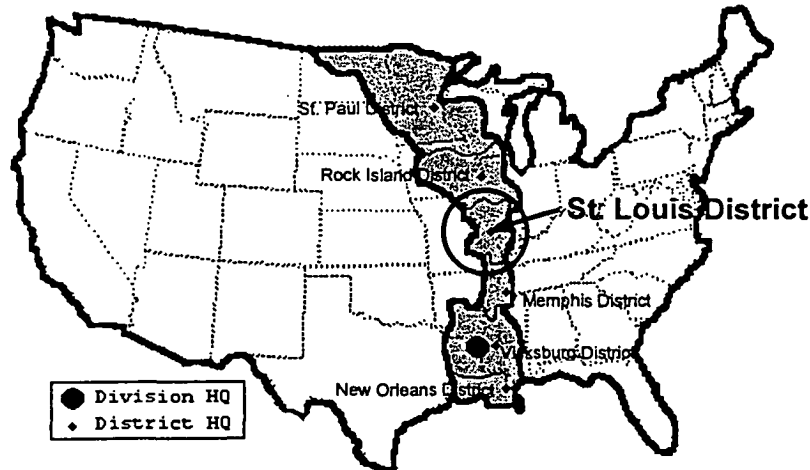 St. Paul District
Rock Island District
St. Louis District
Memphis District
Vicksburg District
New Orleans District
Division HQ
District HQ